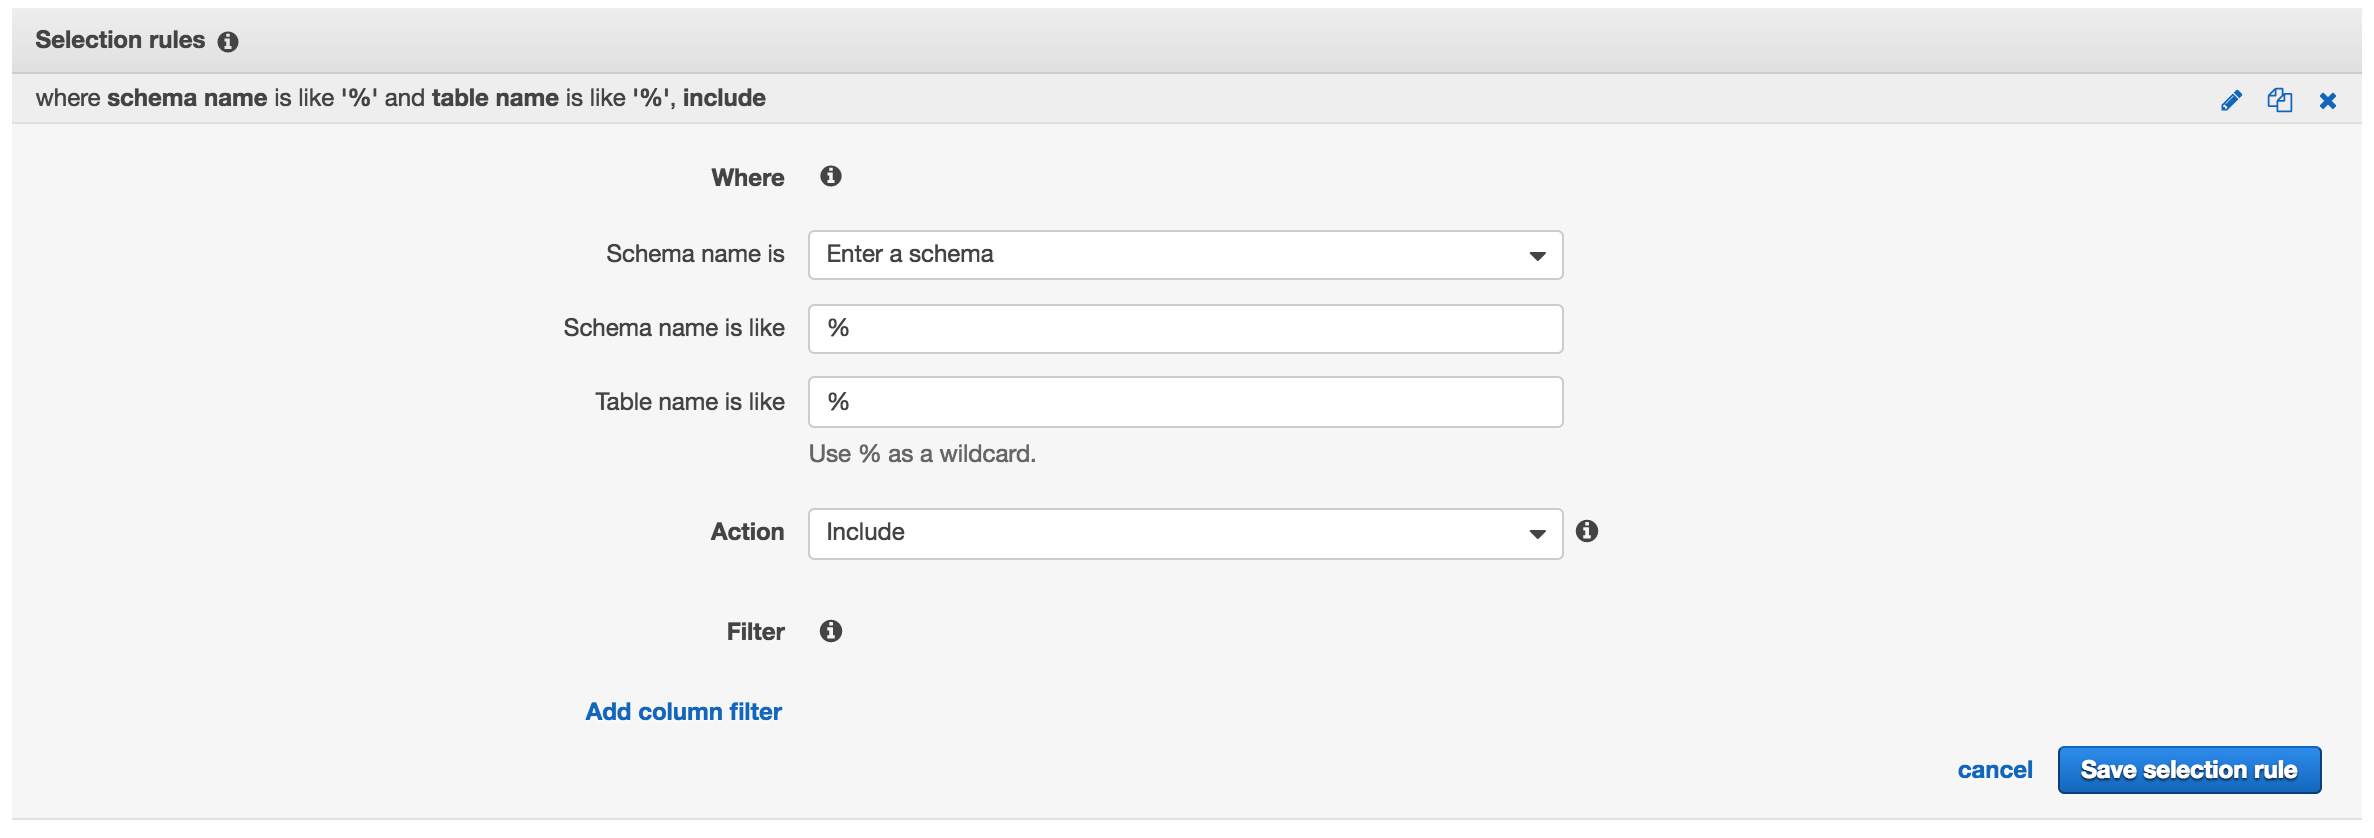 Selection rules
where schema name is like '%' and table name is like '%', include
Where
Schema name is Enter a schema
Schema name is like %
Table name is like %
Use % as a wildcard.
Action Include
Filter
Add column filter
cancel Save selection rule